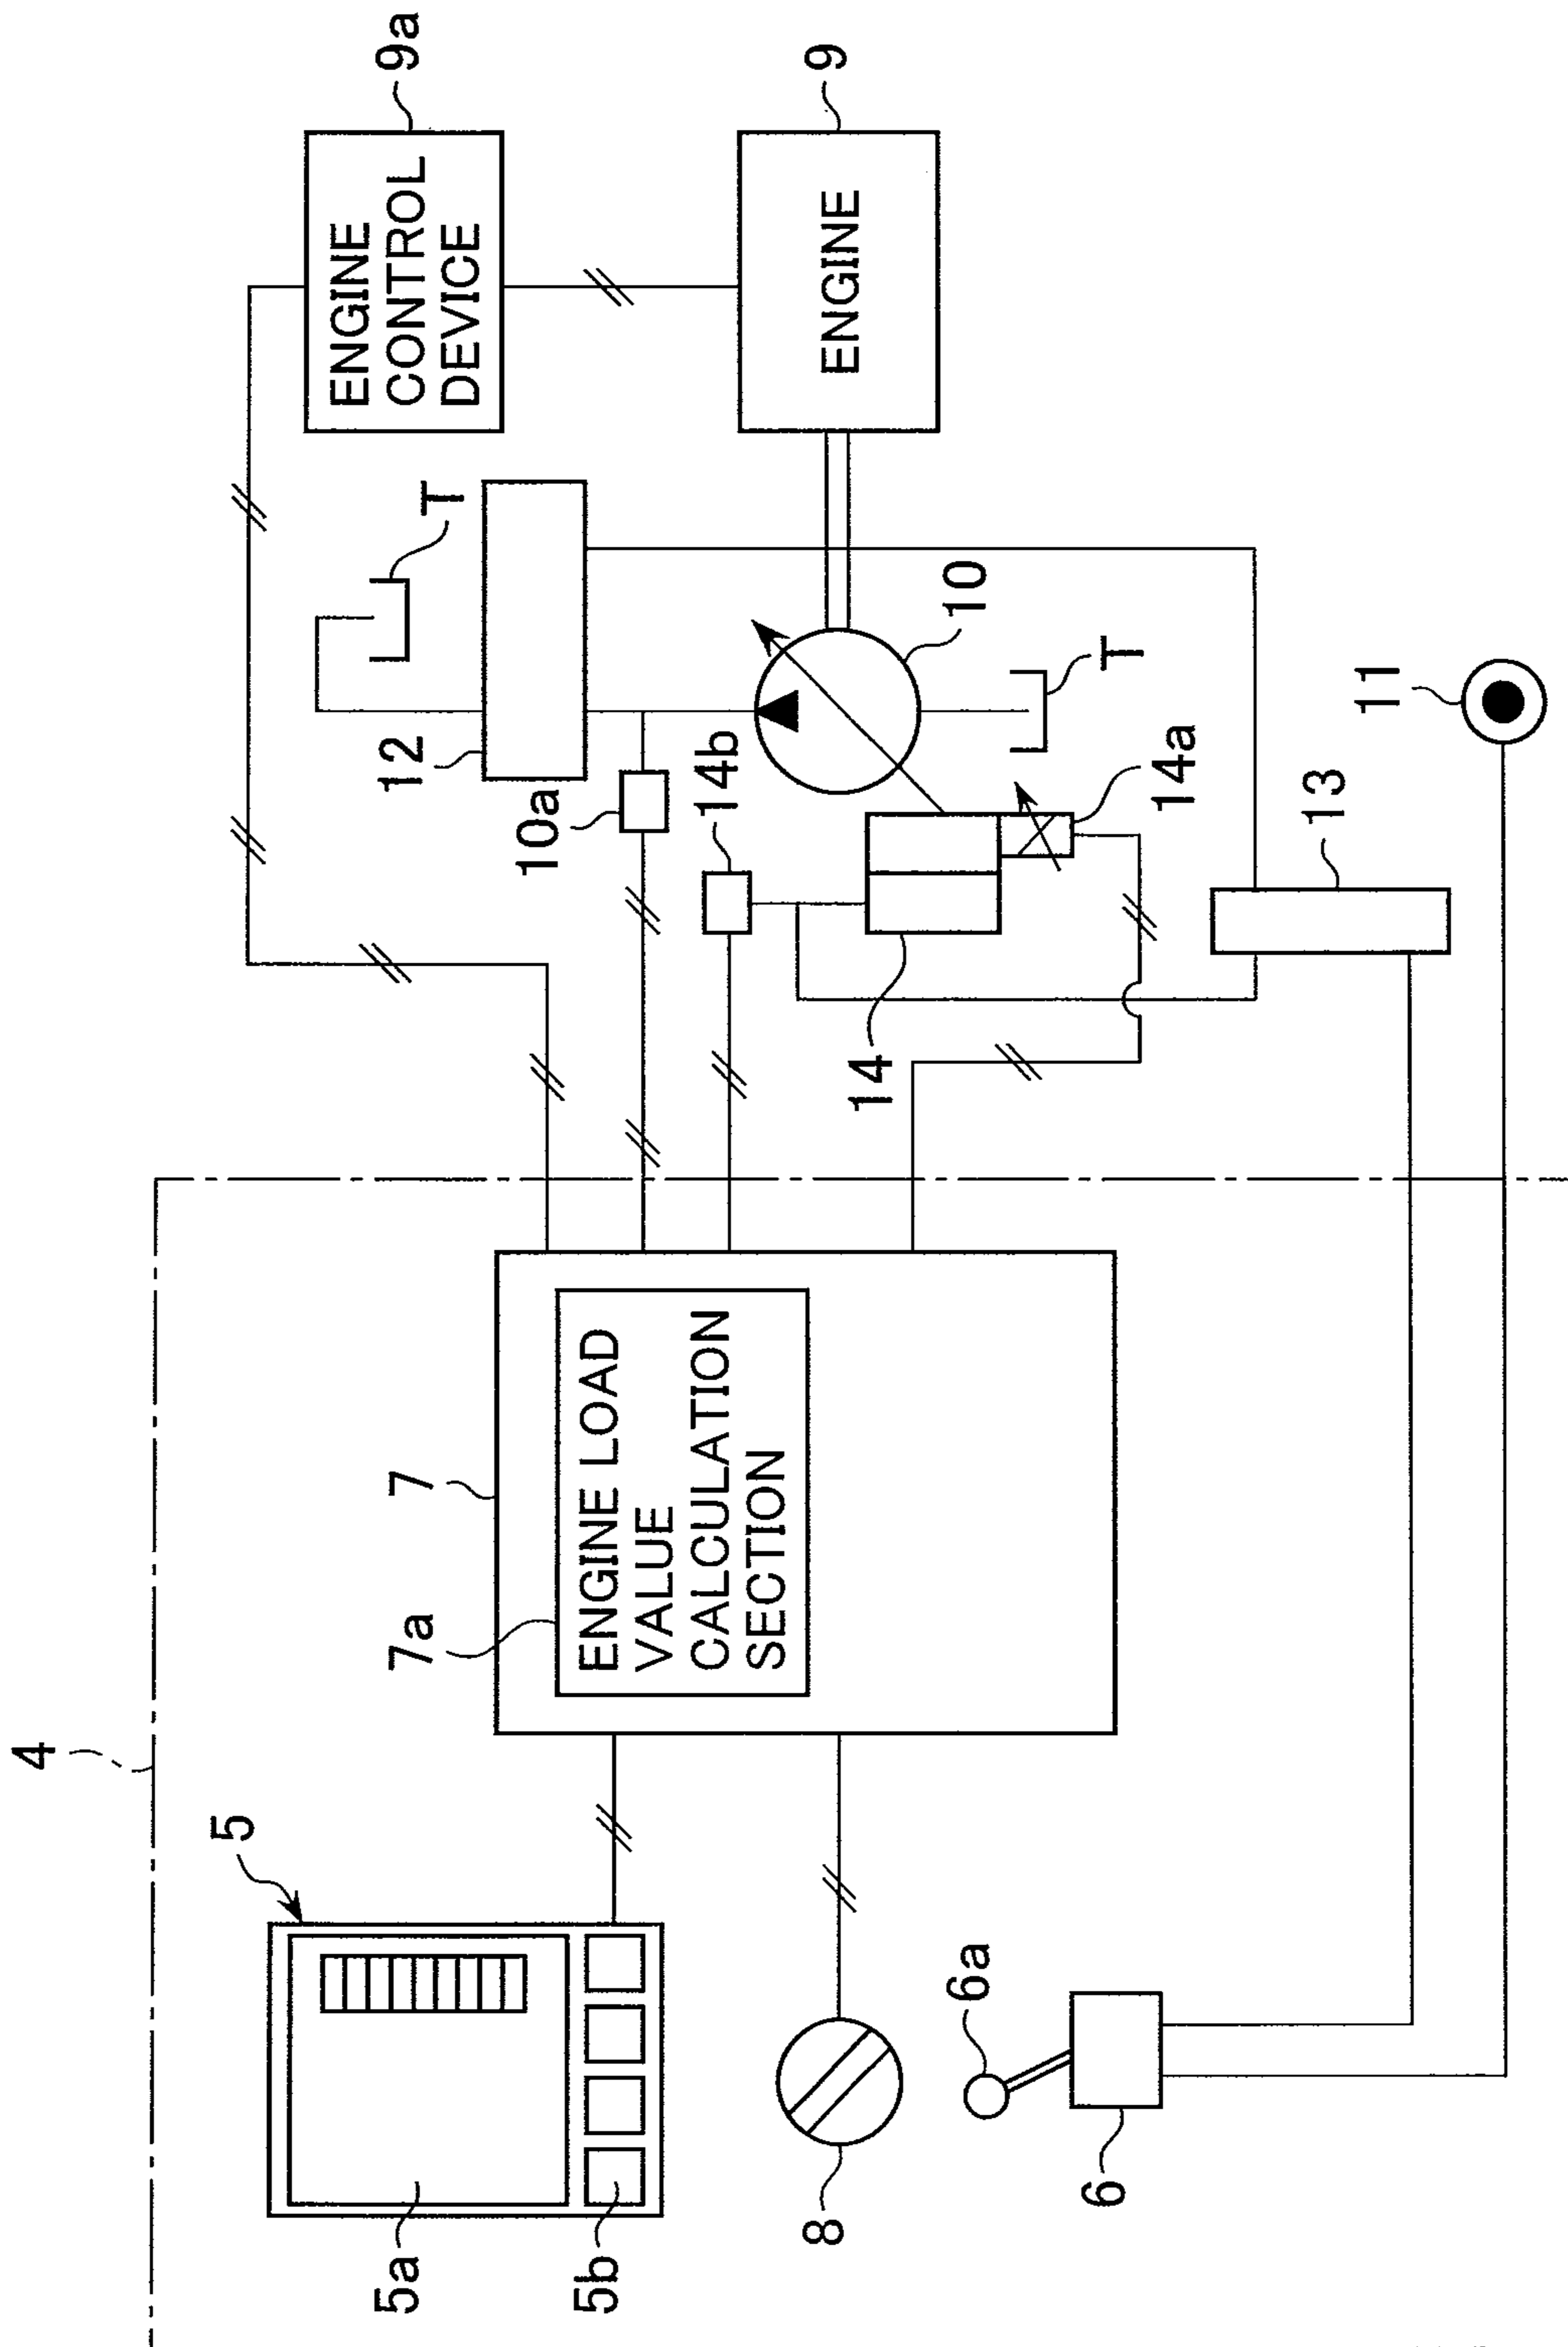 4
5
5a
5b
7
7a
ENGINE LOAD
VALUE
CALCULATION
SECTION
8
6a
6
9a
ENGINE
CONTROL
DEVICE
T
12
10a
14b
9
ENGINE
10
T
14
14a
13
11